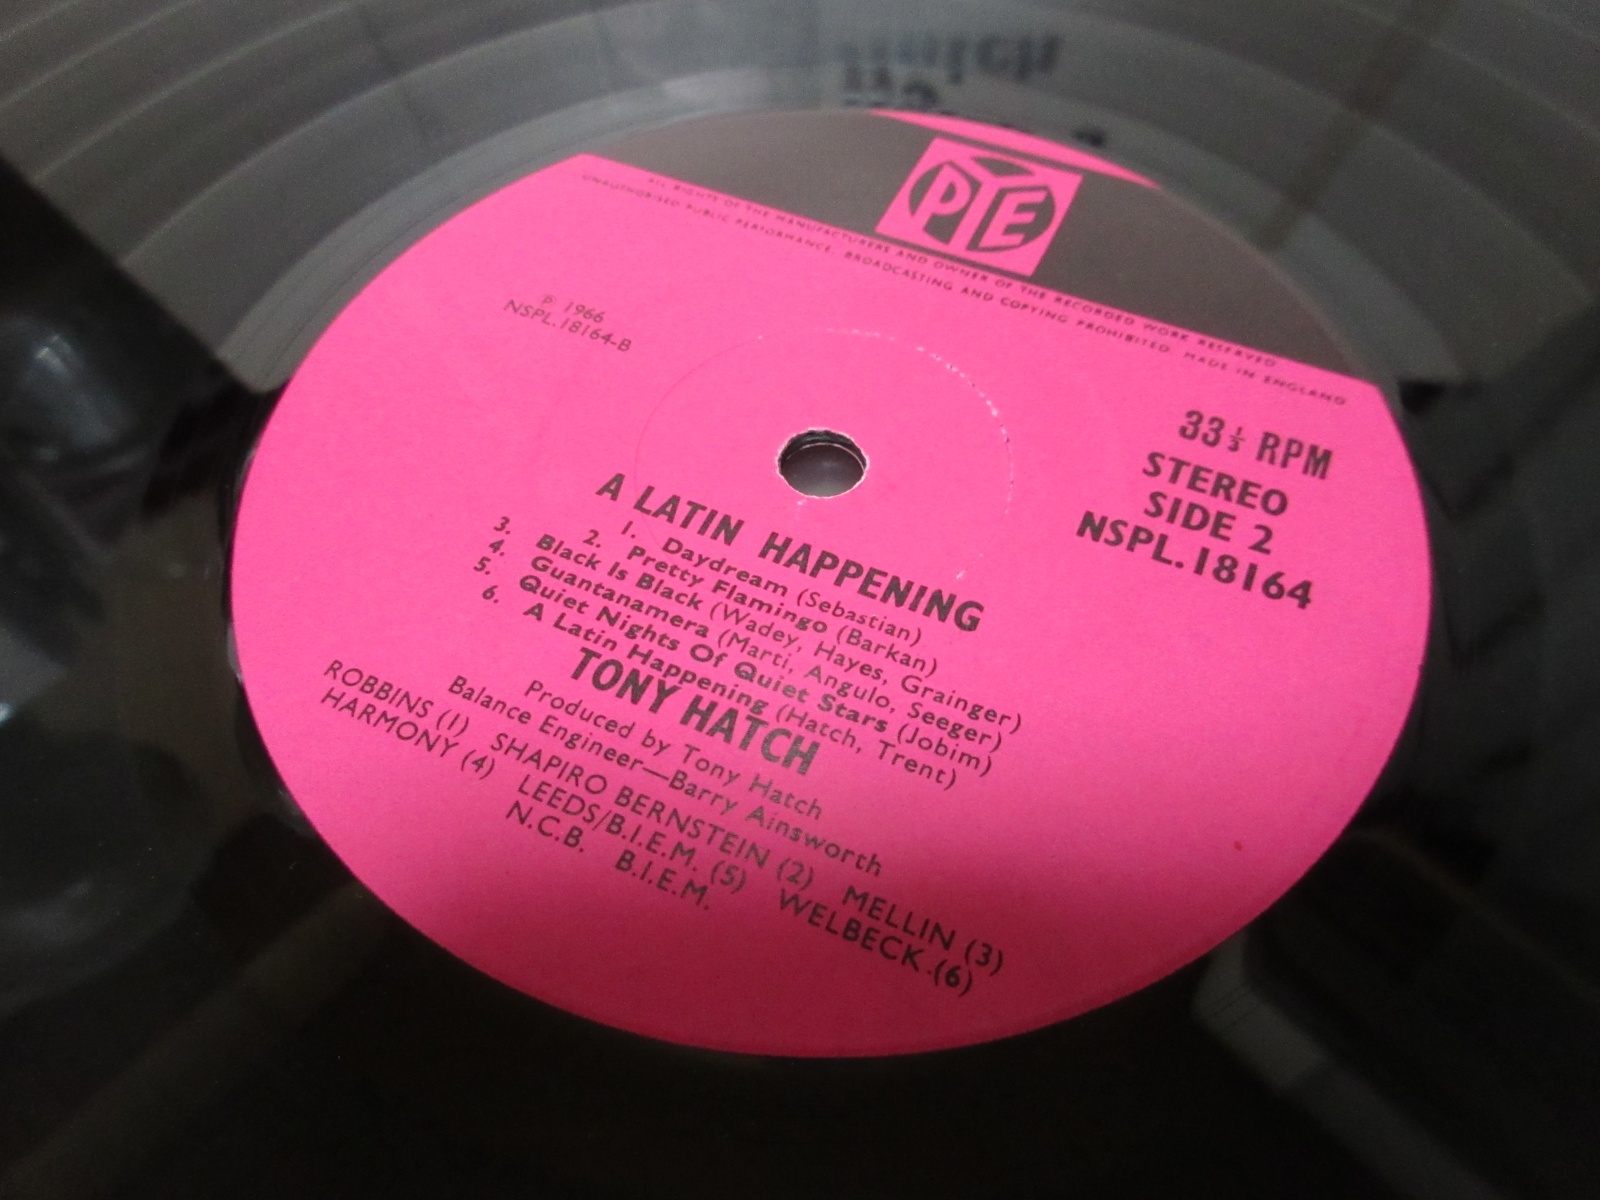 PYE
ALL RIGHTS OF THE MANUFACTURERS AND OWNER OF THE RECORDED WORK RESERVED
UNAUTHORISED PUBLIC PERFORMANCE, BROADCASTING AND COPYING PROHIBITED. MADE IN ENGLAND
℗ 1966
NSPL.18164-B
33⅓ RPM
STEREO
SIDE 2
NSPL.18164
A LATIN HAPPENING
1. Daydream (Sebastian)
2. Pretty Flamingo (Barkan)
3. Black Is Black (Wadey, Hayes, Grainger)
4. Guantanamera (Marti, Angulo, Seeger)
5. Quiet Nights Of Quiet Stars (Jobim)
6. A Latin Happening (Hatch, Trent)
TONY HATCH
Produced by Tony Hatch
Balance Engineer—Barry Ainsworth
ROBBINS (1) SHAPIRO BERNSTEIN (2) MELLIN (3)
HARMONY (4) LEEDS/B.I.E.M. (5) WELBECK.(6)
N.C.B. B.I.E.M.